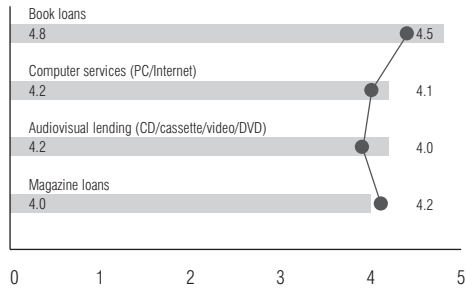 Book loans
4.8 4.5
Computer services (PC/Internet)
4.2 4.1
Audiovisual lending (CD/cassette/video/DVD)
4.2 4.0
Magazine loans
4.0 4.2
0 1 2 3 4 5